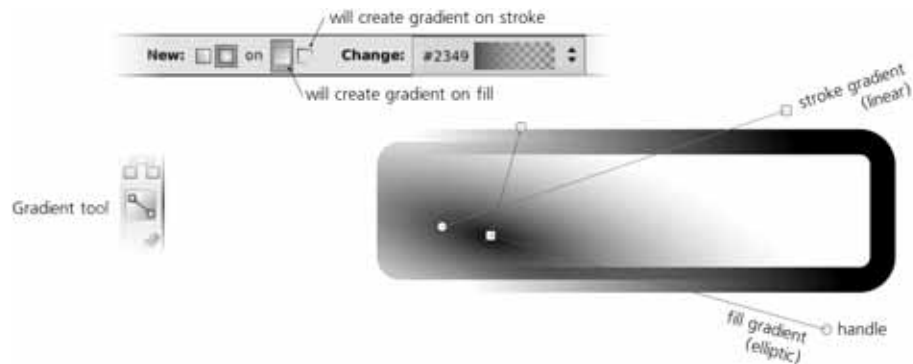 will create gradient on stroke
New: on Change: #2349
will create gradient on fill
stroke gradient
(linear)
Gradient tool
fill gradient
(elliptic)
handle